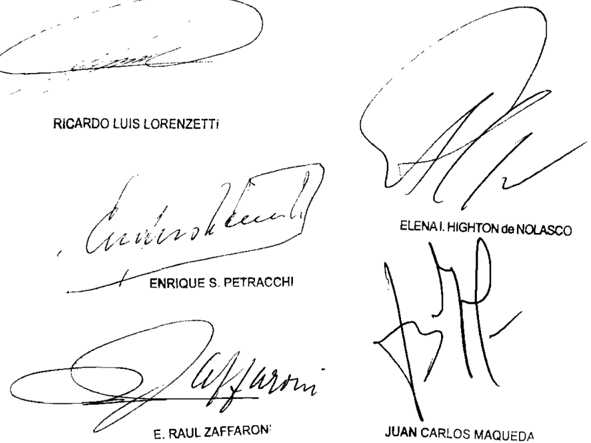 RICARDO LUIS LORENZETTI
ELENA I. HIGHTON de NOLASCO
ENRIQUE S. PETRACCHI
Zaffaroni
E. RAUL ZAFFARONI
JUAN CARLOS MAQUEDA